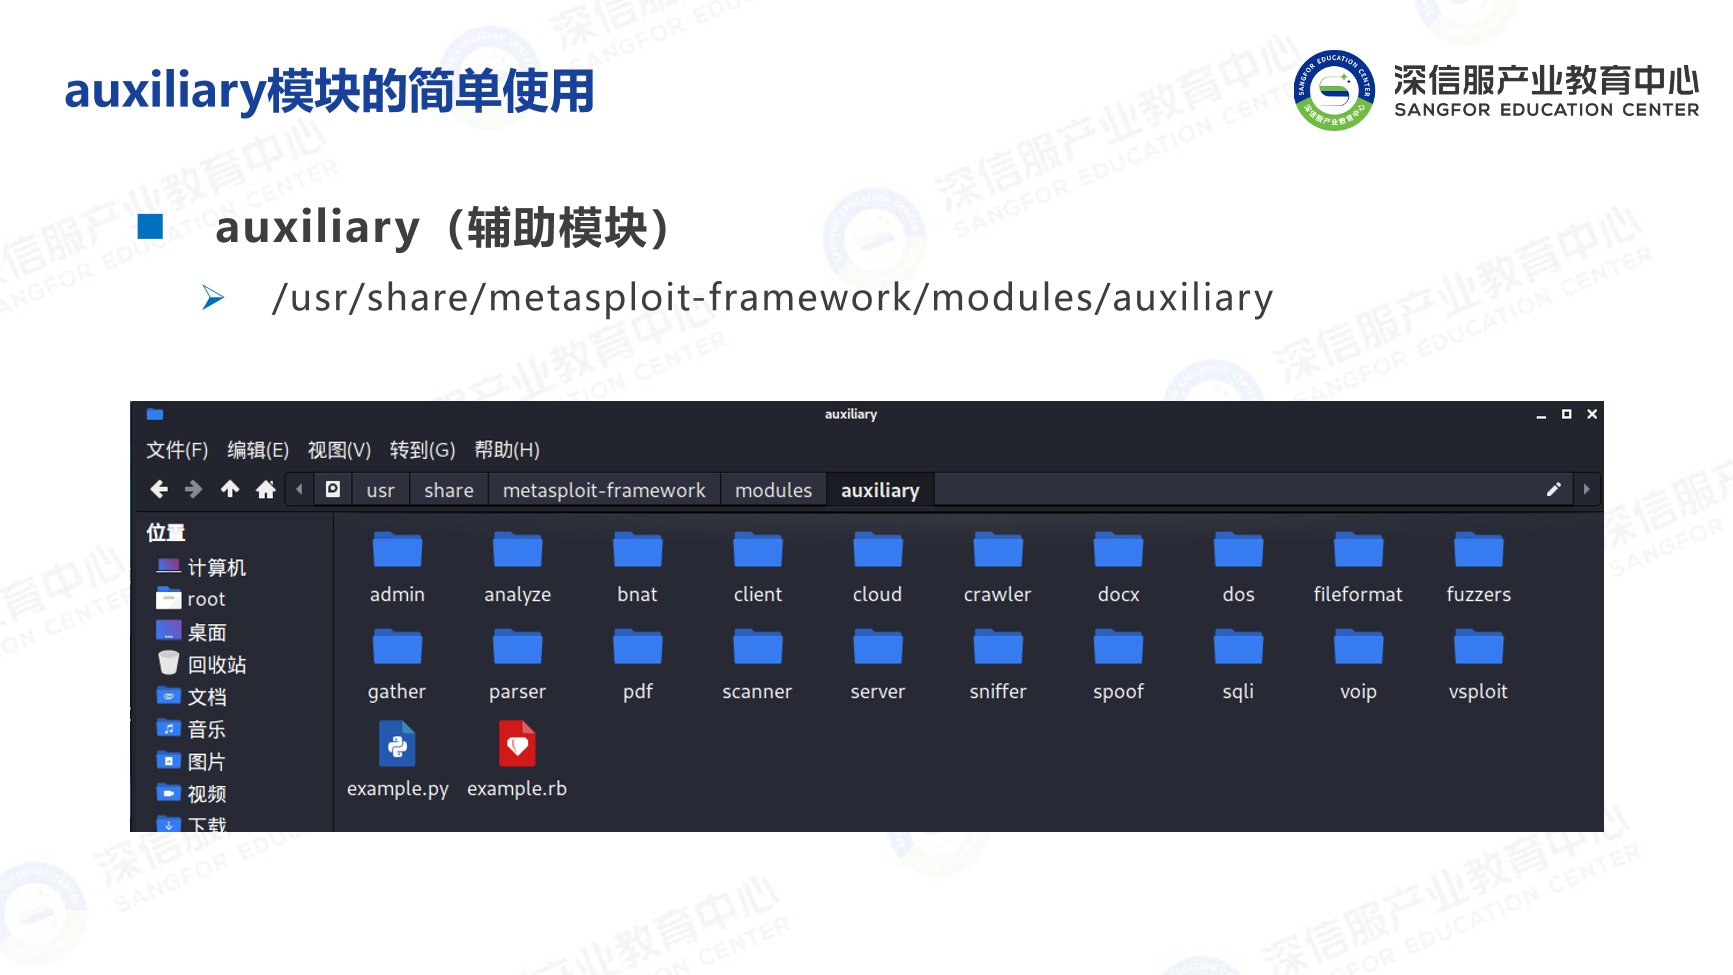 auxiliary模块的简单使用
深信服产业教育中心
SANGFOR EDUCATION CENTER
auxiliary（辅助模块）
/usr/share/metasploit-framework/modules/auxiliary
auxiliary
文件(F) 编辑(E) 视图(V) 转到(G) 帮助(H)
usr share metasploit-framework modules auxiliary
位置
计算机
root
桌面
回收站
文档
音乐
图片
视频
下载
admin analyze bnat client cloud crawler docx dos fileformat fuzzers
gather parser pdf scanner server sniffer spoof sqli voip vsploit
example.py example.rb